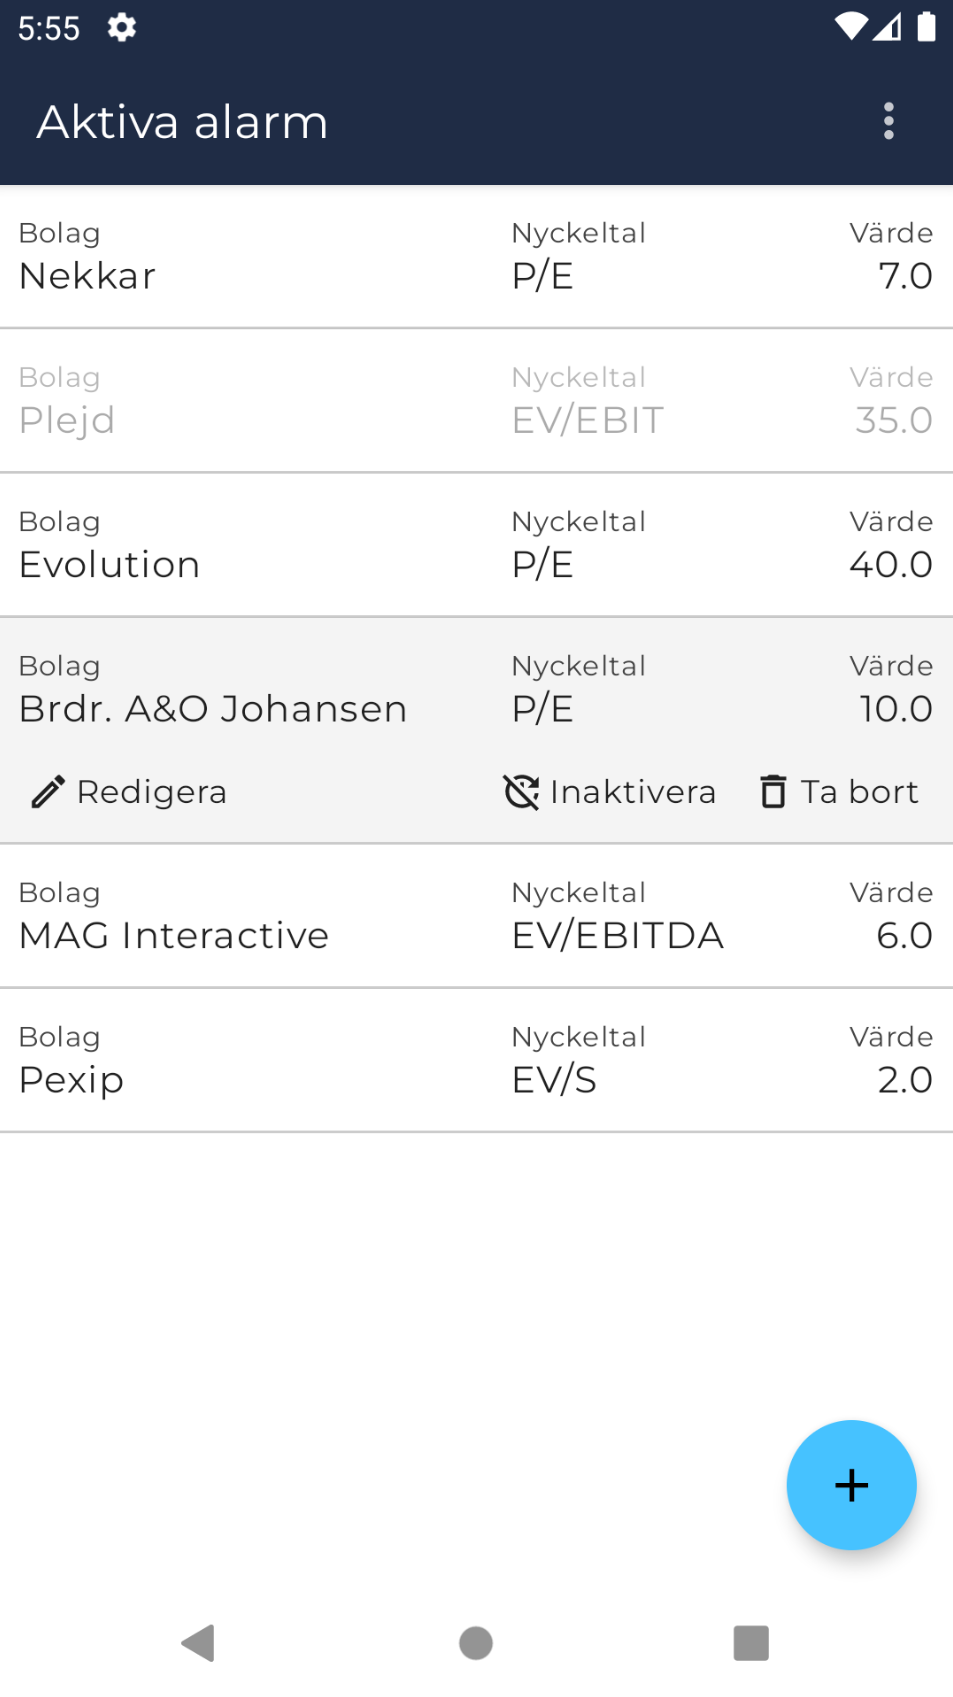 5:55
Aktiva alarm
Bolag Nyckeltal Värde
Nekkar P/E 7.0
Bolag Nyckeltal Värde
Plejd EV/EBIT 35.0
Bolag Nyckeltal Värde
Evolution P/E 40.0
Bolag Nyckeltal Värde
Brdr. A&O Johansen P/E 10.0
Redigera Inaktivera Ta bort
Bolag Nyckeltal Värde
MAG Interactive EV/EBITDA 6.0
Bolag Nyckeltal Värde
Pexip EV/S 2.0